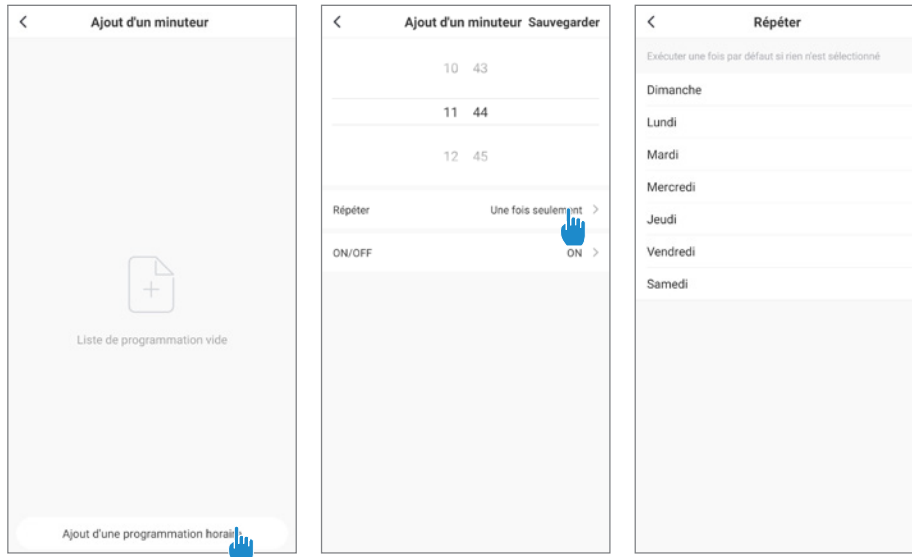 Ajout d'un minuteur
Liste de programmation vide
Ajout d'une programmation horaire
Ajout d'un minuteur Sauvegarder
10 43
11 44
12 45
Répéter Une fois seulement
ON/OFF ON
Répéter
Exécuter une fois par défaut si rien n'est sélectionné
Dimanche
Lundi
Mardi
Mercredi
Jeudi
Vendredi
Samedi